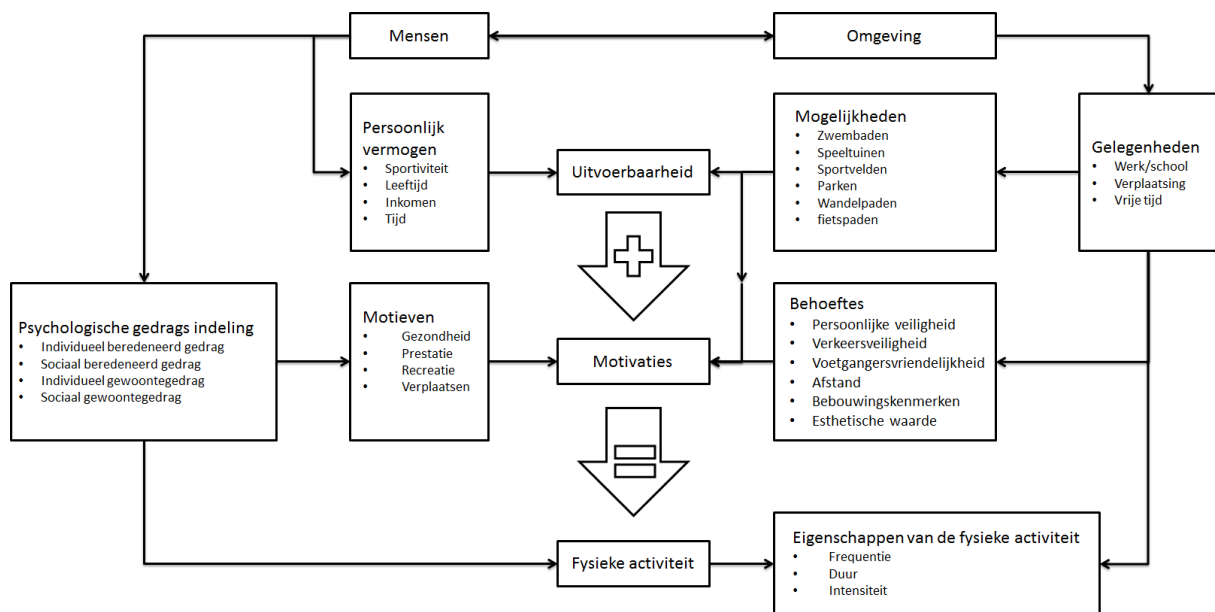 Mensen
Omgeving
Persoonlijk
vermogen
• Sportiviteit
• Leeftijd
• Inkomen
• Tijd
Uitvoerbaarheid
Mogelijkheden
• Zwembaden
• Speeltuinen
• Sportvelden
• Parken
• Wandelpaden
• fietspaden
Gelegenheden
• Werk/school
• Verplaatsing
• Vrije tijd
Psychologische gedrags indeling
• Individueel beredeneerd gedrag
• Sociaal beredeneerd gedrag
• Individueel gewoontegedrag
• Sociaal gewoontegedrag
Motieven
• Gezondheid
• Prestatie
• Recreatie
• Verplaatsen
Motivaties
Behoeftes
• Persoonlijke veiligheid
• Verkeersveiligheid
• Voetgangersvriendelijkheid
• Afstand
• Bebouwingskenmerken
• Esthetische waarde
Fysieke activiteit
Eigenschappen van de fysieke activiteit
• Frequentie
• Duur
• Intensiteit